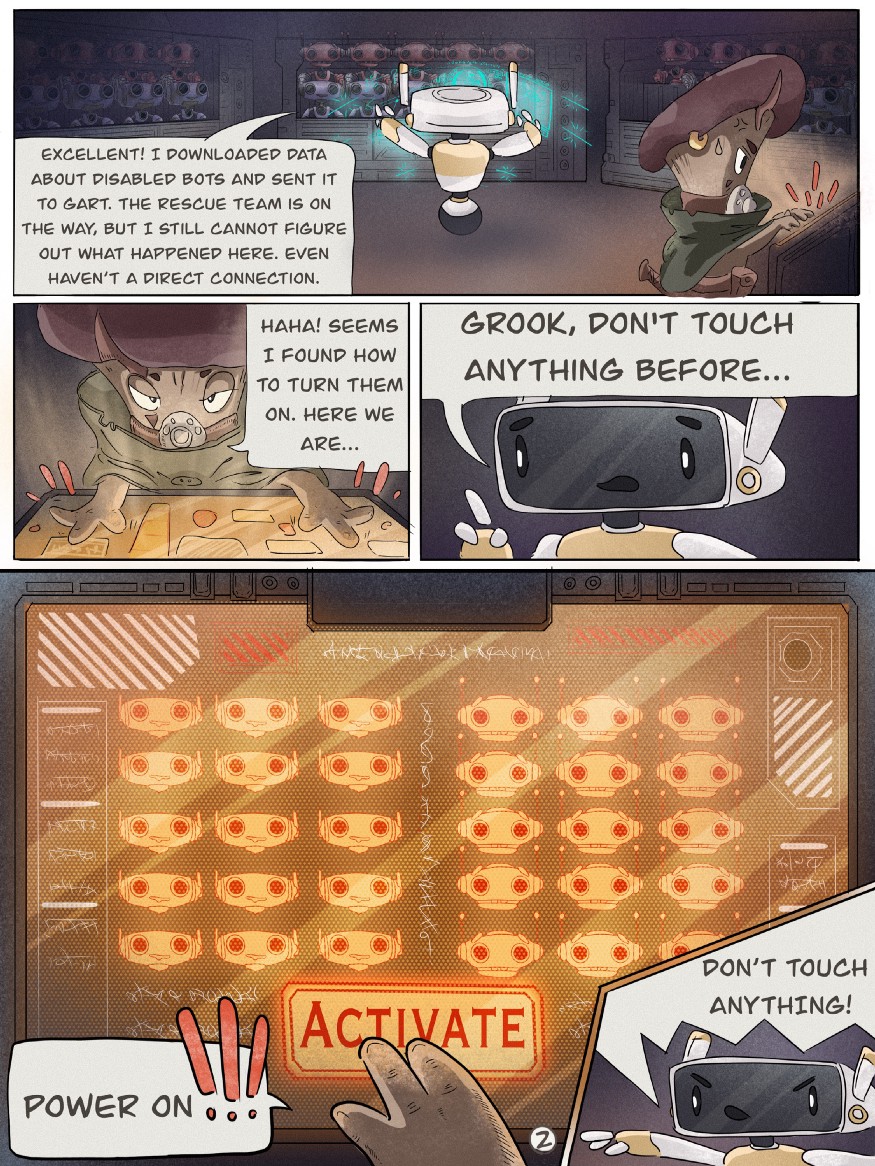 EXCELLENT! I DOWNLOADED DATA
ABOUT DISABLED BOTS AND SENT IT
TO GART. THE RESCUE TEAM IS ON
THE WAY, BUT I STILL CANNOT FIGURE
OUT WHAT HAPPENED HERE. EVEN
HAVEN'T A DIRECT CONNECTION.
HAHA! SEEMS
I FOUND HOW
TO TURN THEM
ON. HERE WE
ARE...
GROOK, DON'T TOUCH
ANYTHING BEFORE...
ACTIVATE
POWER ON !!!
DON'T TOUCH
ANYTHING!
2